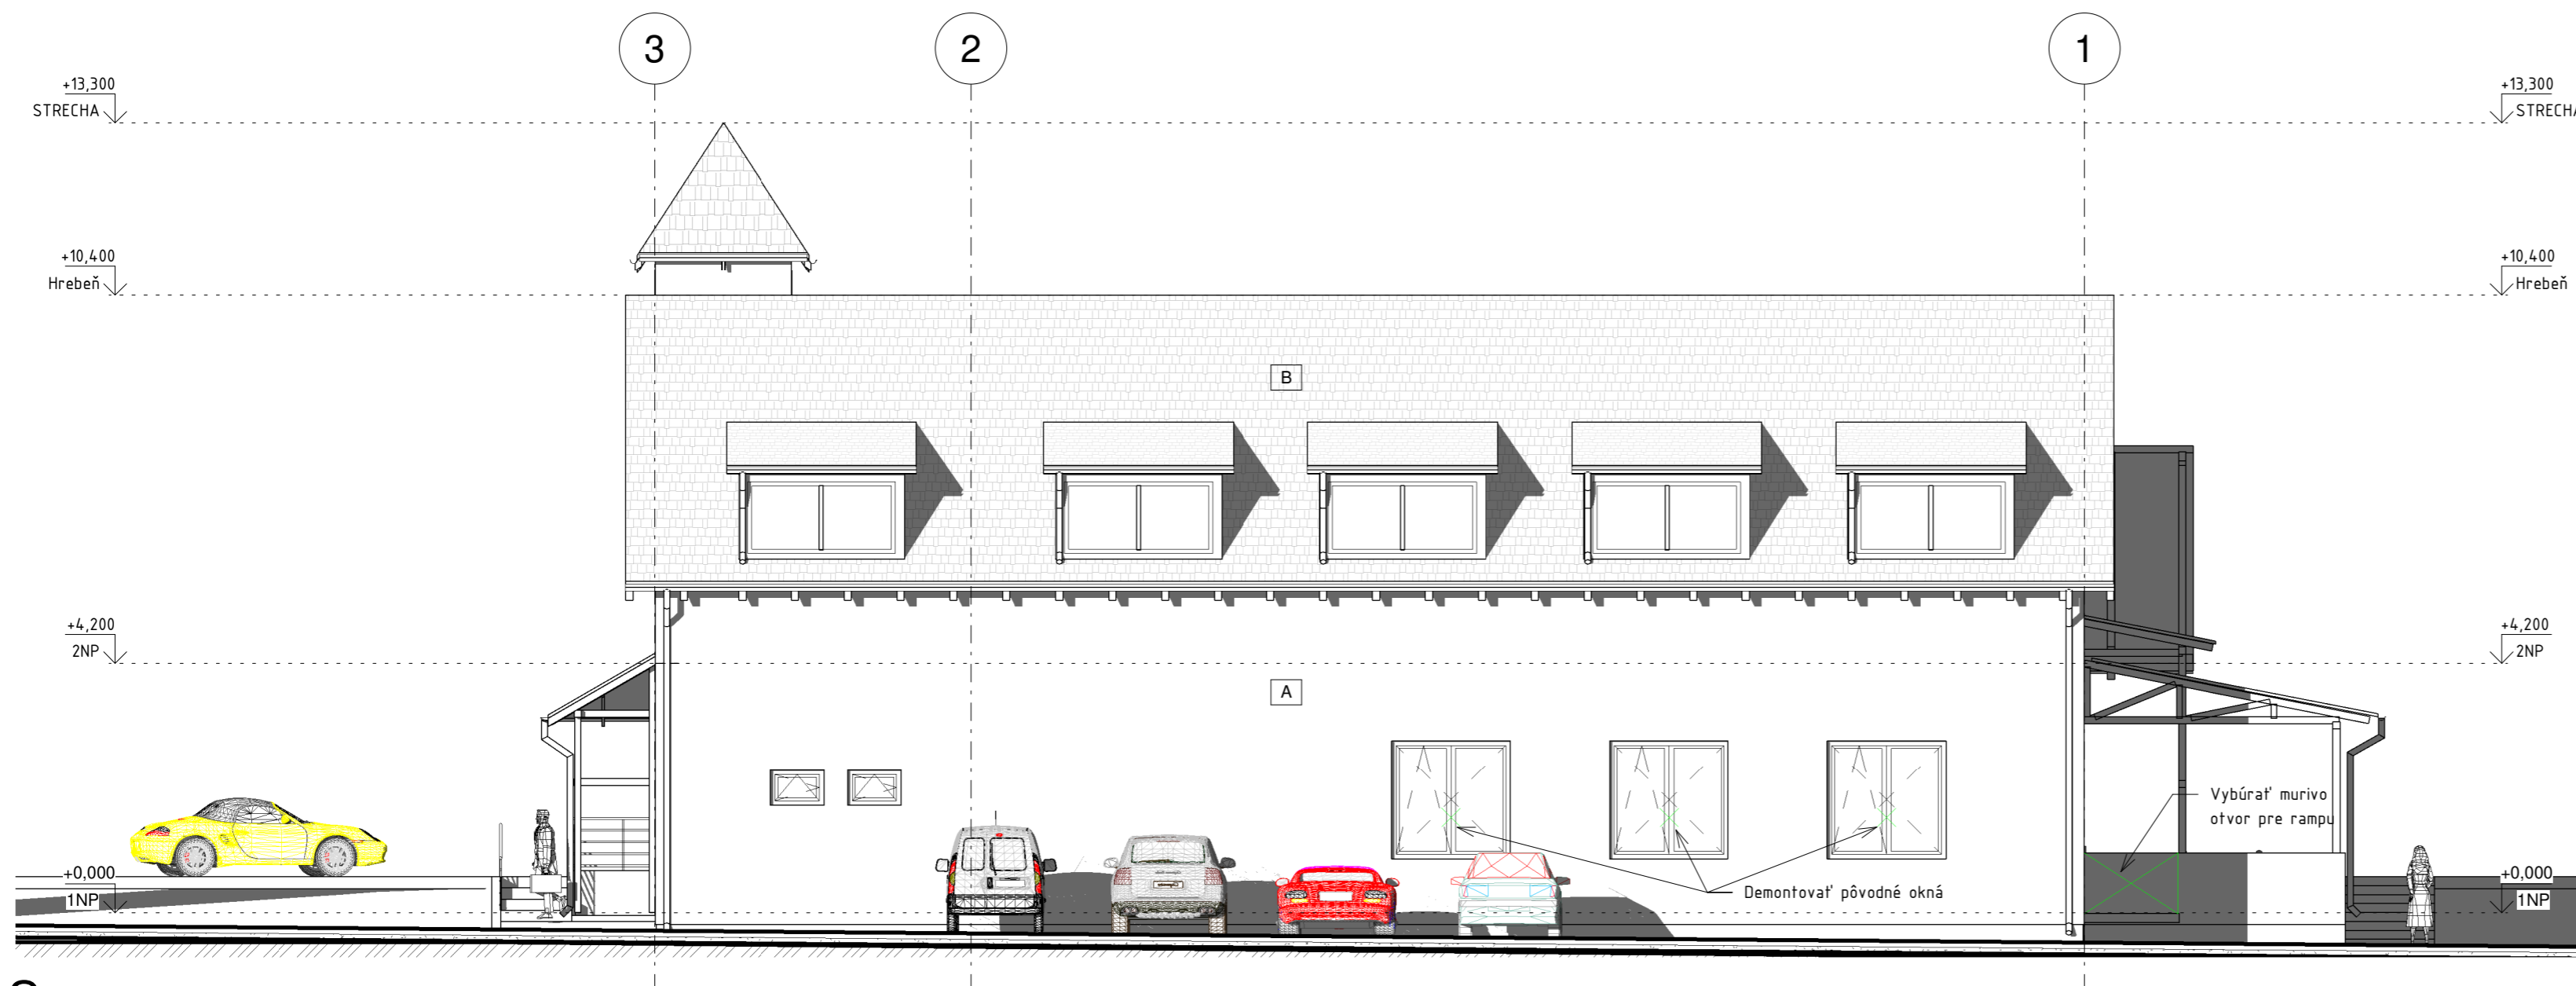 3
2
1
+13,300
STRECHA
+13,300
STRECHA
+10,400
Hrebeň
+10,400
Hrebeň
B
+4,200
2NP
+4,200
2NP
A
Vybúrať murivo
otvor pre rampu
+0,000
1NP
Demontovať pôvodné okná
+0,000
1NP